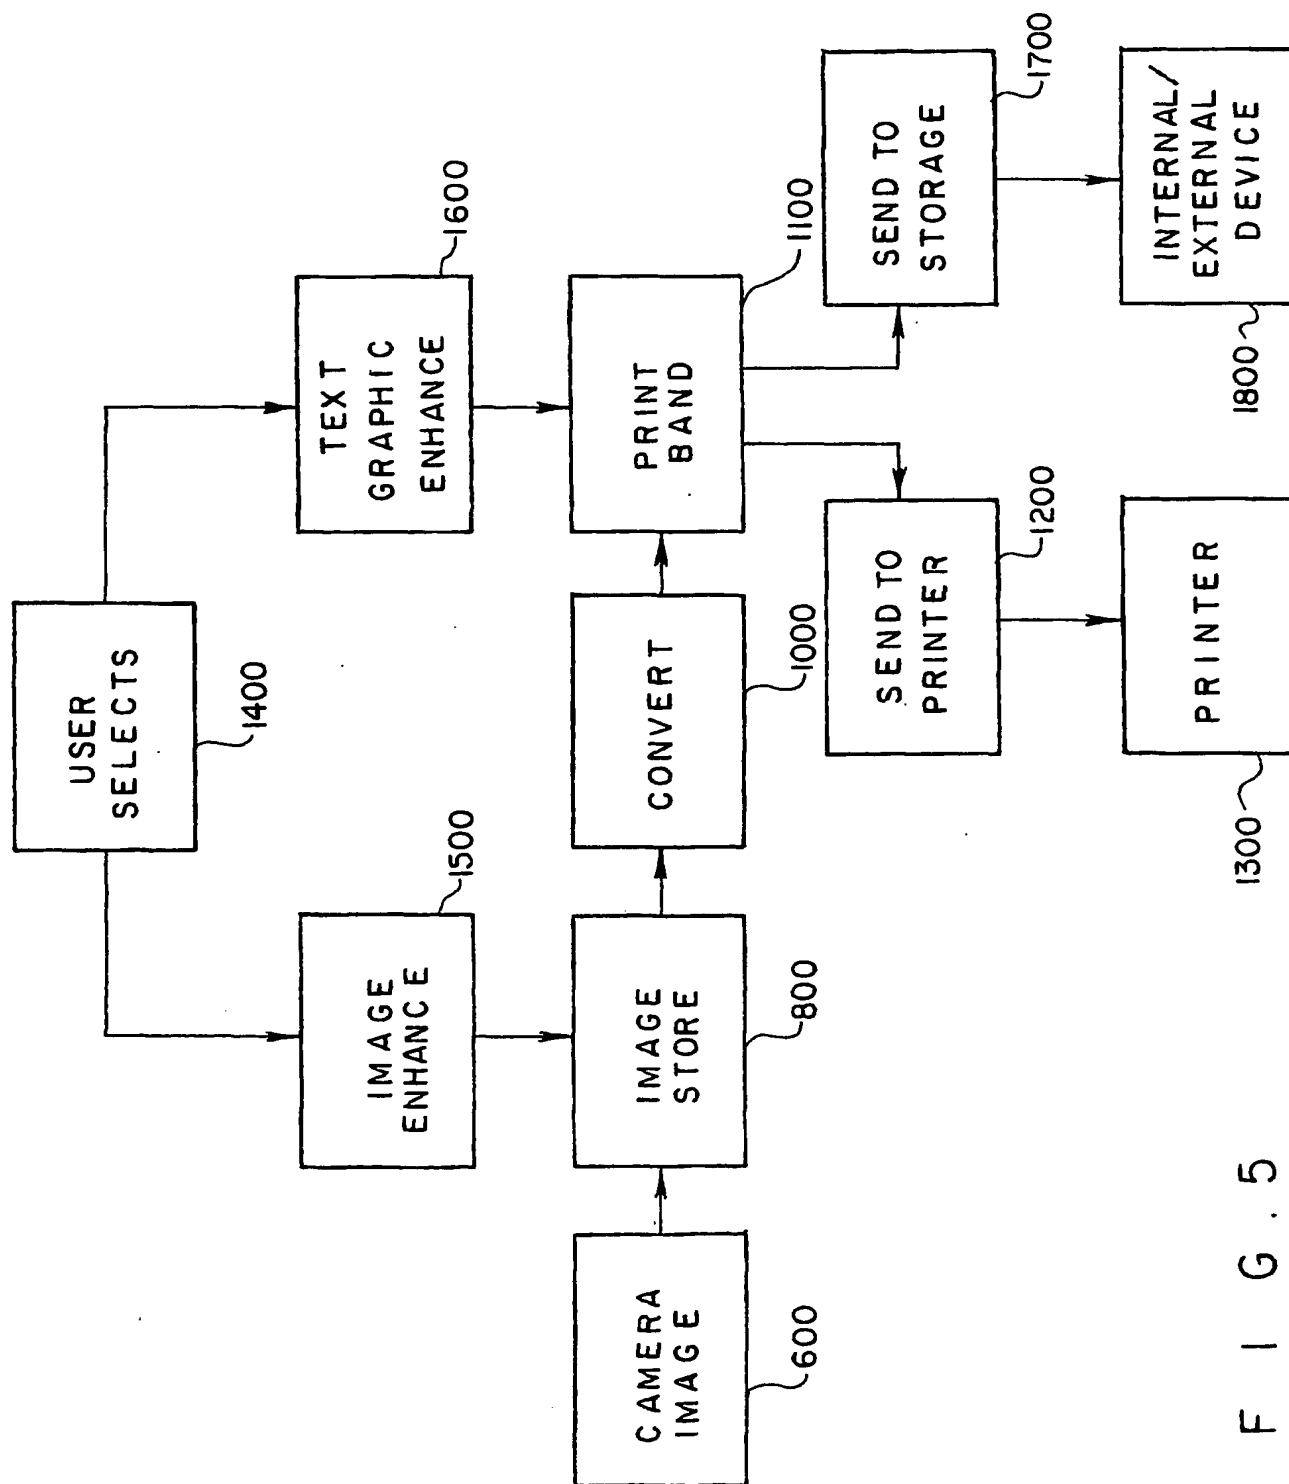 USER
SELECTS
1400
IMAGE
ENHANCE
1500
TEXT
GRAPHIC
ENHANCE
1600
CAMERA
IMAGE
600
IMAGE
STORE
800
CONVERT
1000
PRINT
BAND
1100
SEND TO
PRINTER
1200
SEND TO
STORAGE
1700
PRINTER
1300
INTERNAL/
EXTERNAL
DEVICE
1800
FIG.5